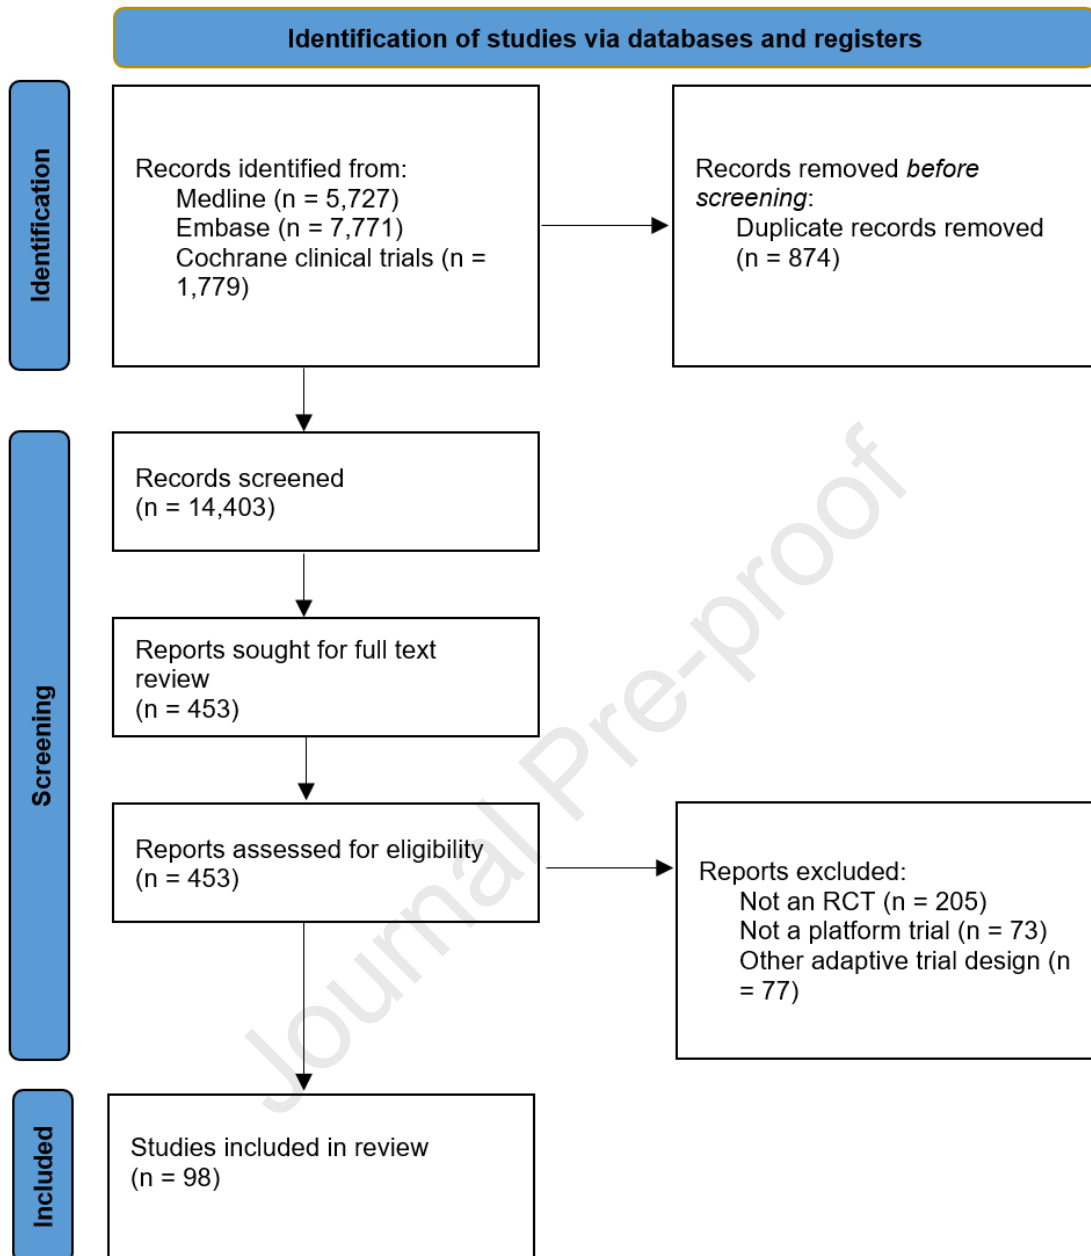 Identification of studies via databases and registers
Identification
Records identified from:
Medline (n = 5,727)
Embase (n = 7,771)
Cochrane clinical trials (n =
1,779)
Records removed before
screening:
Duplicate records removed
(n = 874)
Screening
Records screened
(n = 14,403)
Reports sought for full text
review
(n = 453)
Reports assessed for eligibility
(n = 453)
Reports excluded:
Not an RCT (n = 205)
Not a platform trial (n = 73)
Other adaptive trial design (n
= 77)
Included
Studies included in review
(n = 98)
Journal Pre-proof